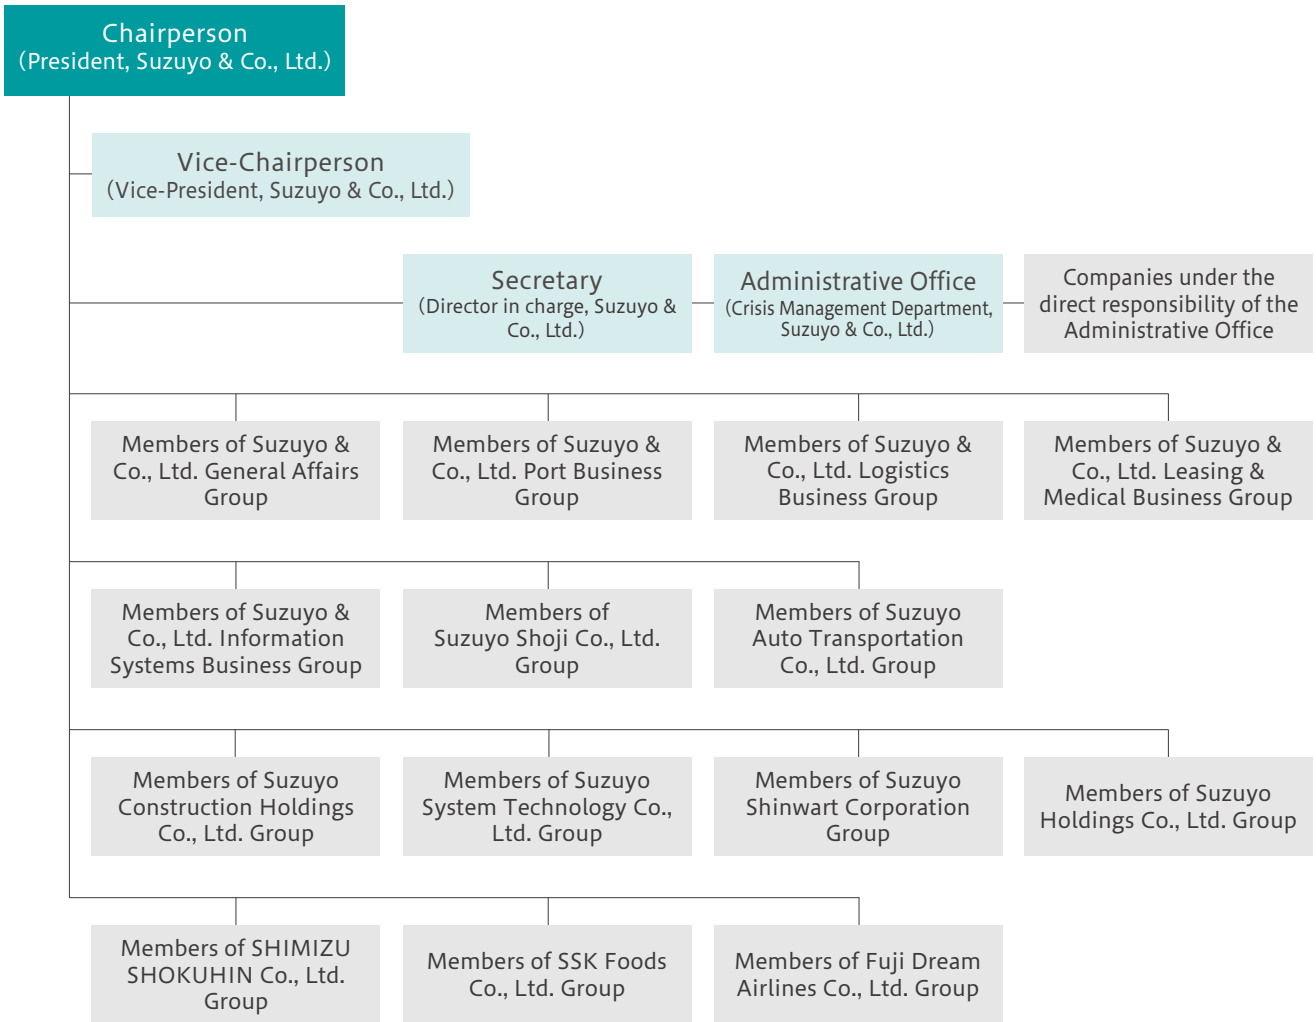 Chairperson
(President, Suzuyo & Co., Ltd.)
Vice-Chairperson
(Vice-President, Suzuyo & Co., Ltd.)
Secretary
(Director in charge, Suzuyo &
Co., Ltd.)
Administrative Office
(Crisis Management Department,
Suzuyo & Co., Ltd.)
Companies under the
direct responsibility of the
Administrative Office
Members of Suzuyo &
Co., Ltd. General Affairs
Group
Members of Suzuyo &
Co., Ltd. Port Business
Group
Members of Suzuyo &
Co., Ltd. Logistics
Business Group
Members of Suzuyo &
Co., Ltd. Leasing &
Medical Business Group
Members of Suzuyo &
Co., Ltd. Information
Systems Business Group
Members of
Suzuyo Shoji Co., Ltd.
Group
Members of Suzuyo
Auto Transportation
Co., Ltd. Group
Members of Suzuyo
Construction Holdings
Co., Ltd. Group
Members of Suzuyo
System Technology Co.,
Ltd. Group
Members of Suzuyo
Shinwart Corporation
Group
Members of Suzuyo
Holdings Co., Ltd. Group
Members of SHIMIZU
SHOKUHIN Co., Ltd.
Group
Members of SSK Foods
Co., Ltd. Group
Members of Fuji Dream
Airlines Co., Ltd. Group